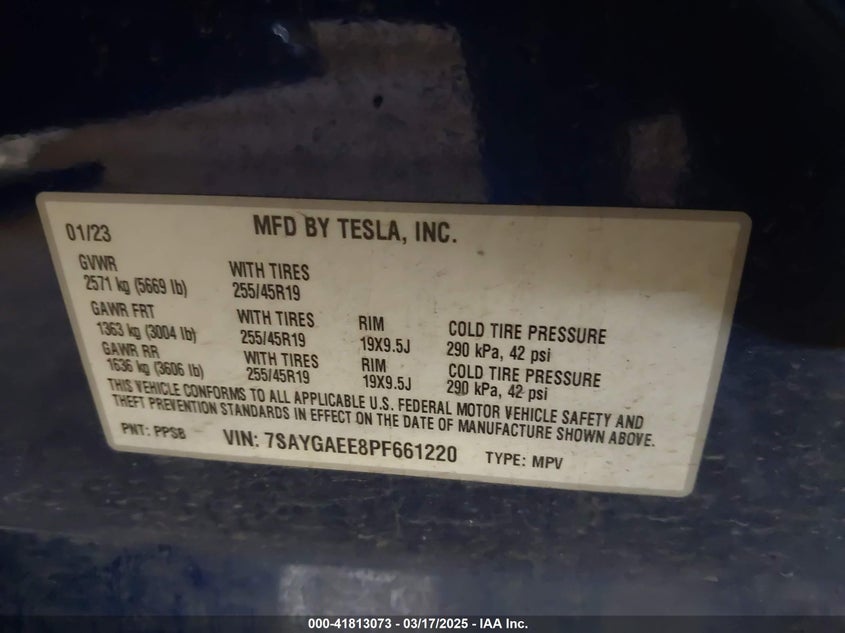 01/23 MFD BY TESLA, INC.
GVWR WITH TIRES
2571 kg (5669 lb) 255/45R19
GAWR FRT WITH TIRES RIM COLD TIRE PRESSURE
1363 kg (3004 lb) 255/45R19 19X9.5J 290 kPa, 42 psi
GAWR RR WITH TIRES RIM COLD TIRE PRESSURE
1636 kg (3606 lb) 255/45R19 19X9.5J 290 kPa, 42 psi
THIS VEHICLE CONFORMS TO ALL APPLICABLE U.S. FEDERAL MOTOR VEHICLE SAFETY AND
THEFT PREVENTION STANDARDS IN EFFECT ON THE DATE OF MANUFACTURE SHOWN ABOVE.
PNT: PPSB VIN: 7SAYGAEE8PF661220 TYPE: MPV
000-41813073 - 03/17/2025 - IAA Inc.